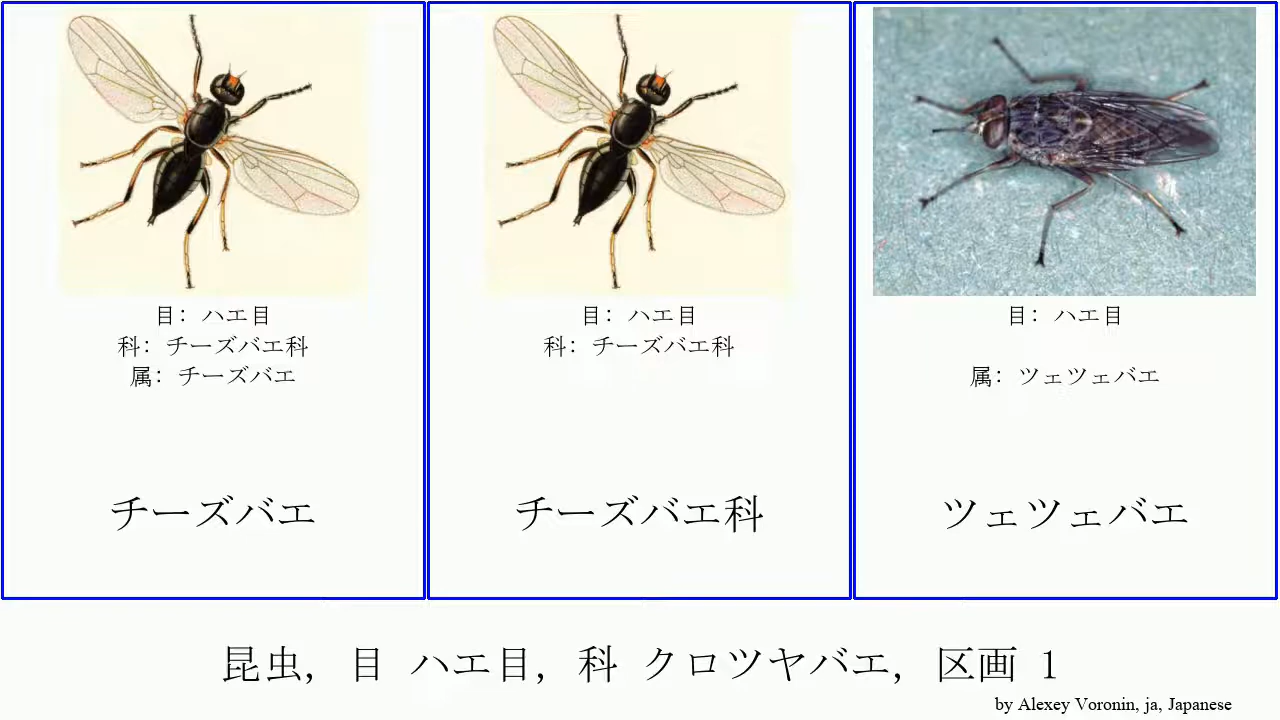 目: ハエ目
科: チーズバエ科
属: チーズバエ
チーズバエ
目: ハエ目
科: チーズバエ科
チーズバエ科
目: ハエ目
属: ツェツェバエ
ツェツェバエ
昆虫, 目 ハエ目, 科 クロツヤバエ, 区画 1
by Alexey Voronin, ja, Japanese